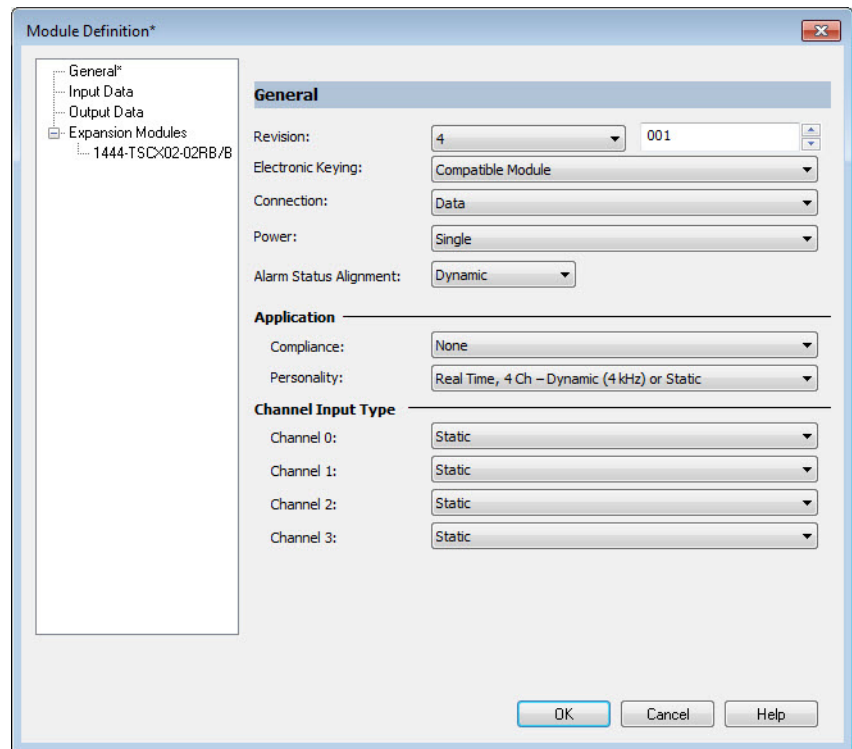 Module Definition*
General*
Input Data
Output Data
Expansion Modules
1444-TSCX02-02RB/B
General
Revision: 4 001
Electronic Keying: Compatible Module
Connection: Data
Power: Single
Alarm Status Alignment: Dynamic
Application
Compliance: None
Personality: Real Time, 4 Ch – Dynamic (4 kHz) or Static
Channel Input Type
Channel 0: Static
Channel 1: Static
Channel 2: Static
Channel 3: Static
OK Cancel Help